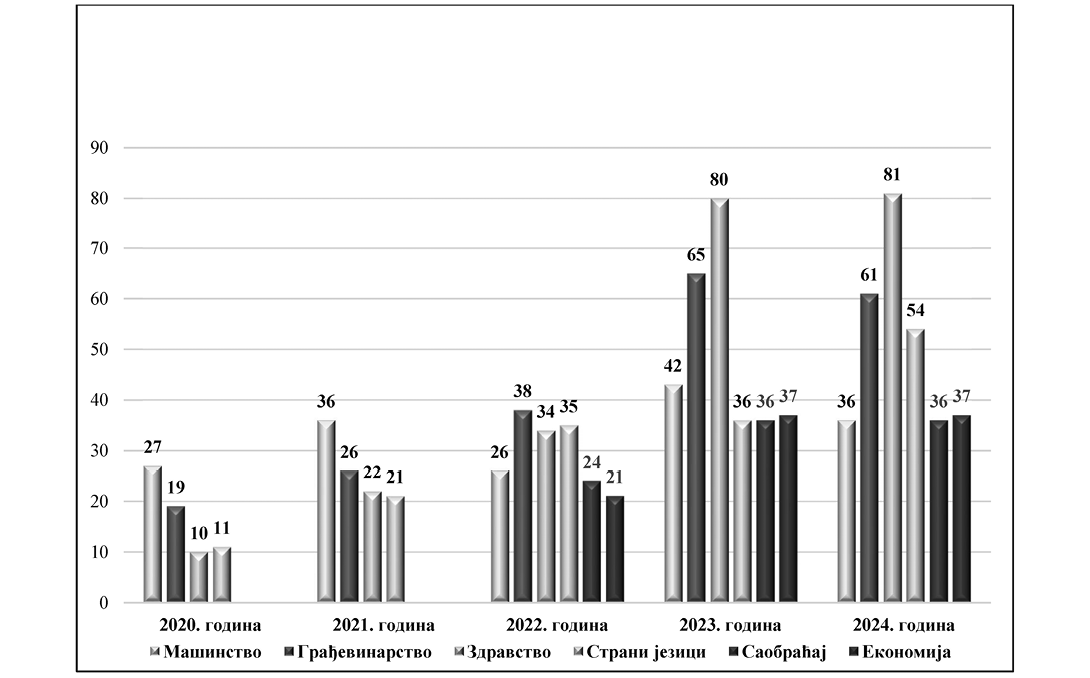 90
80
70
60
50
40
30
20
10
0
27 19 10 11
36 26 22 21
26 38 34 35 24 21
42 65 80 36 36 37
36 61 81 54 36 37
2020. година 2021. година 2022. година 2023. година 2024. година
Машинство Грађевинарство Здравство Страни језици Саобраћај Економија